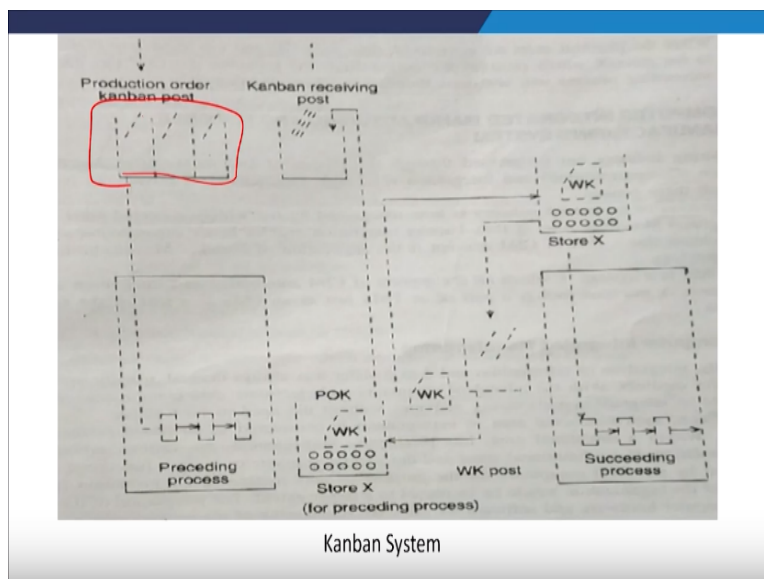 Production order
kanban post
Kanban receiving
post
WK
Store X
POK
WK
WK
Preceding
process
Store X
(for preceding process)
WK post
Succeeding
process
Kanban System